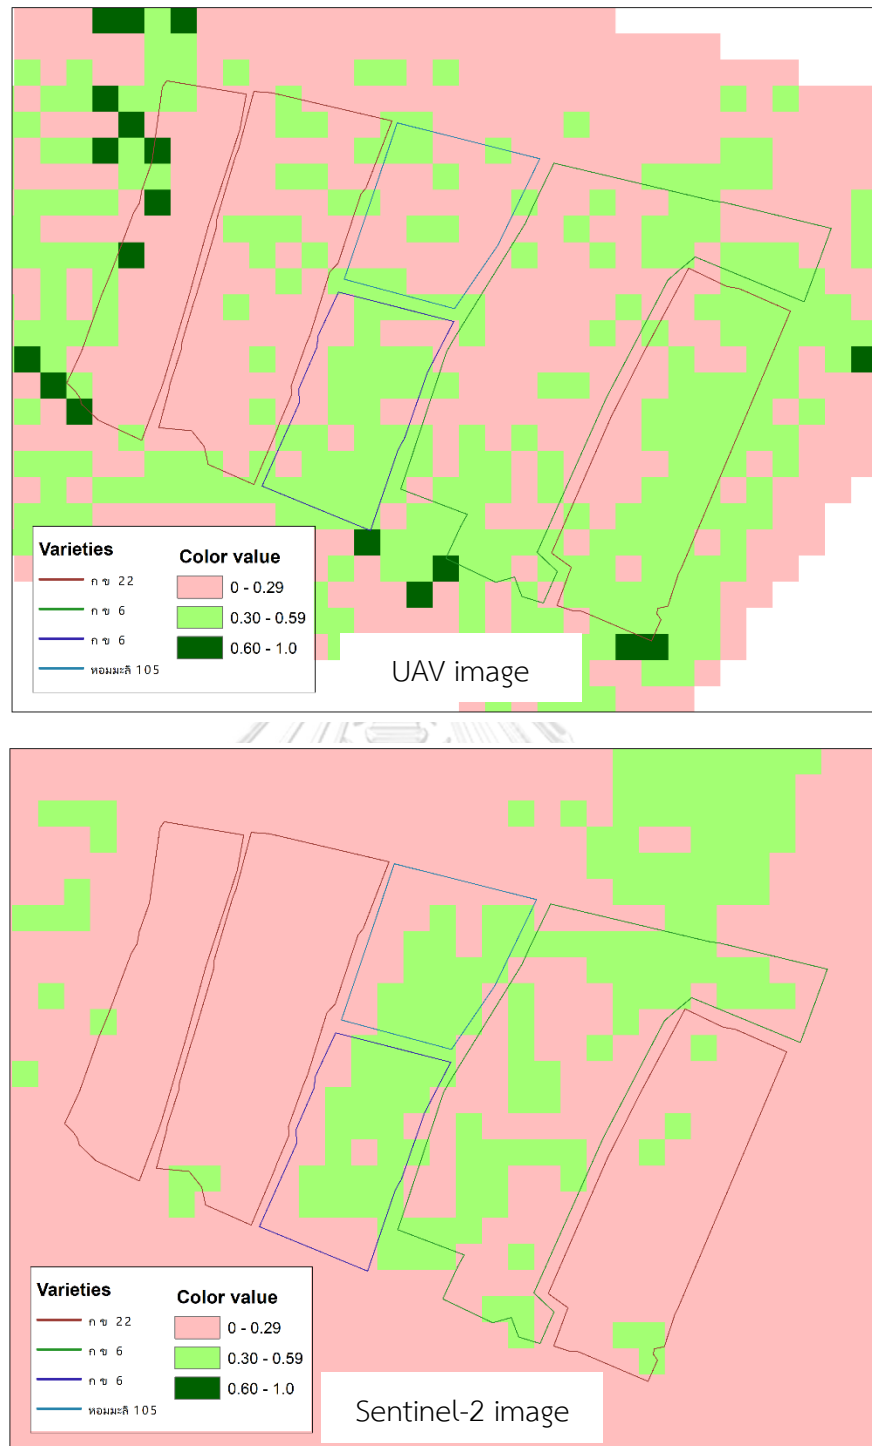 Varieties
ก ข 22
ก ข 6
ก ข 6
หอมมะลิ 105
Color value
0 - 0.29
0.30 - 0.59
0.60 - 1.0
UAV image
Varieties
ก ข 22
ก ข 6
ก ข 6
หอมมะลิ 105
Color value
0 - 0.29
0.30 - 0.59
0.60 - 1.0
Sentinel-2 image